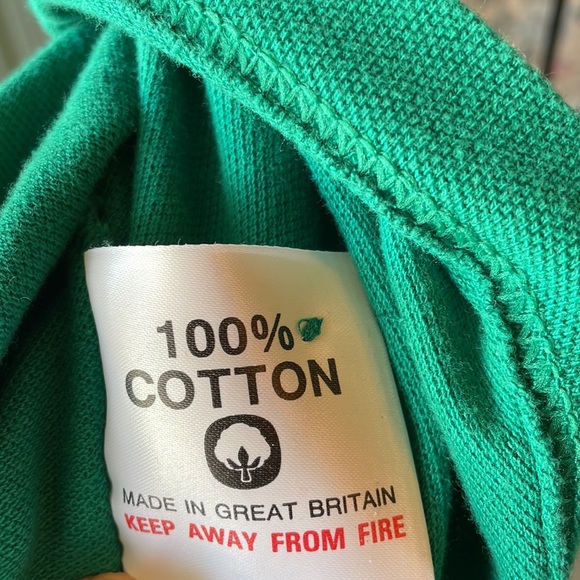 100%
COTTON
MADE IN GREAT BRITAIN
KEEP AWAY FROM FIRE